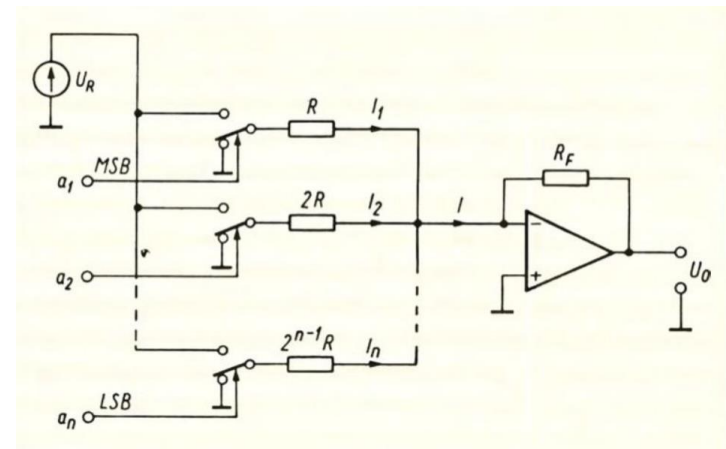 U_R
R
I_1
MSB
a_1
R_F
2R
I_2
I
−
+
a_2
U_0
2^{n-1}R
I_n
LSB
a_n